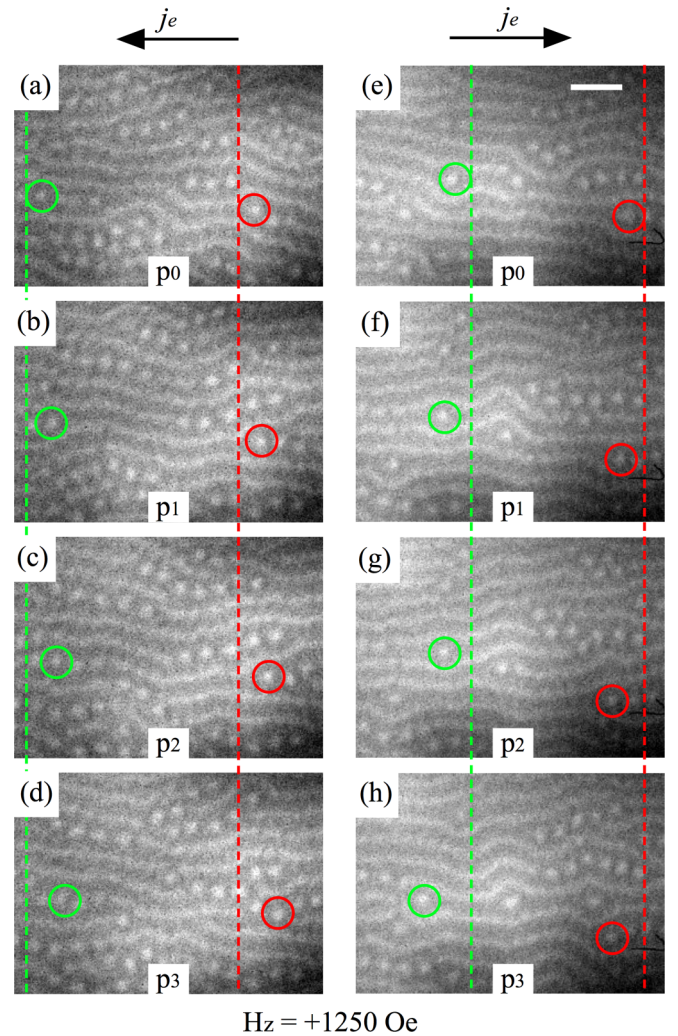 je
je
(a)
(e)
p0
p0
(b)
(f)
p1
p1
(c)
(g)
p2
p2
(d)
(h)
p3
p3
Hz = +1250 Oe